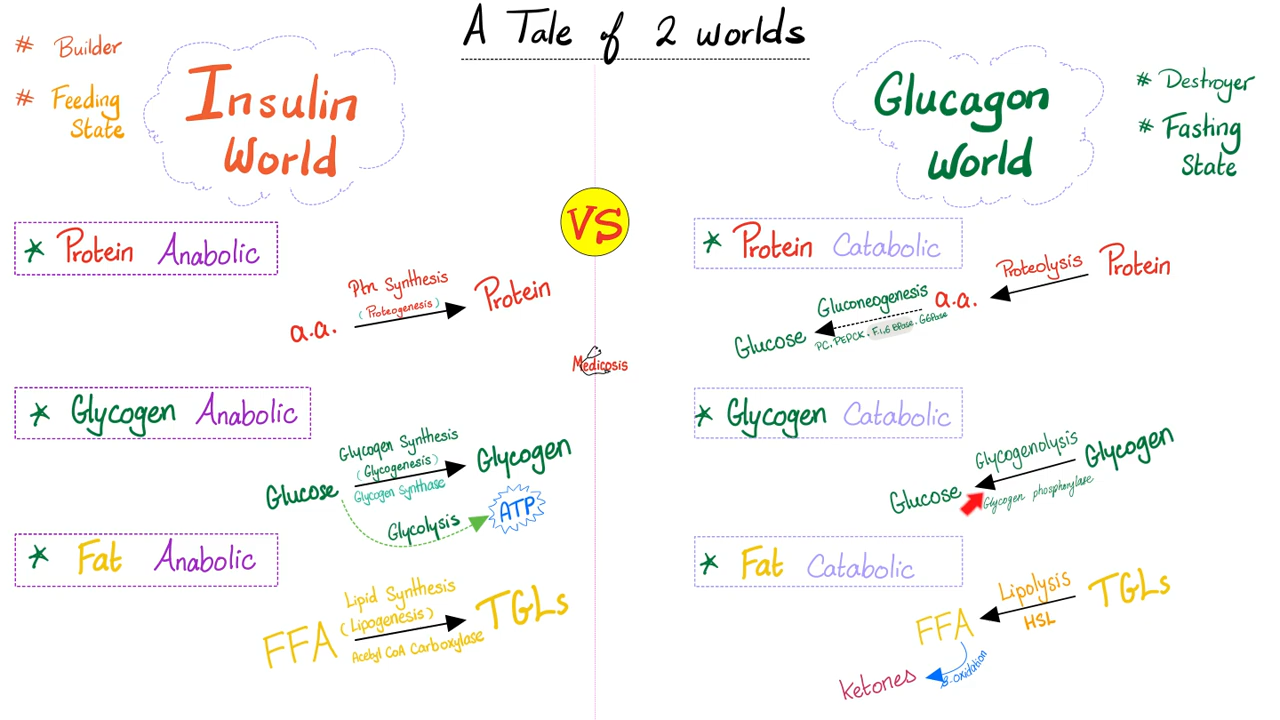 A Tale of 2 worlds
# Builder
# Feeding
State
Insulin
World
Glucagon
World
# Destroyer
# Fasting
State
VS
* Protein Anabolic
a.a.
Ptn Synthesis
(Proteogenesis)
Protein
Medicosis
* Glycogen Anabolic
Glucose
Glycogen Synthesis
(Glycogenesis)
Glycogen Synthase
Glycogen
Glycolysis
ATP
* Fat Anabolic
FFA
Lipid Synthesis
(Lipogenesis)
Acetyl CoA Carboxylase
TGLs
* Protein Catabolic
Protein
Proteolysis
a.a.
Gluconeogenesis
PC, PEPCK, F.1,6 BPase, G6Pase
Glucose
* Glycogen Catabolic
Glycogen
Glycogenolysis
Glycogen phosphorylase
Glucose
* Fat Catabolic
TGLs
Lipolysis
HSL
FFA
β-oxidation
Ketones